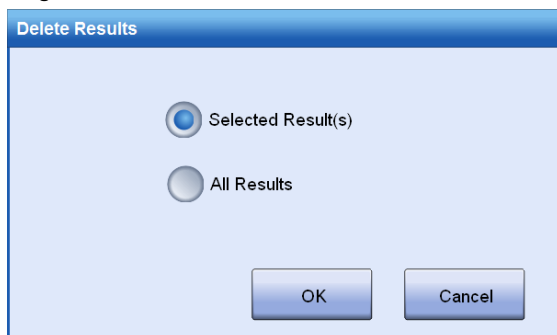 Delete Results
Selected Result(s)
All Results
OK
Cancel